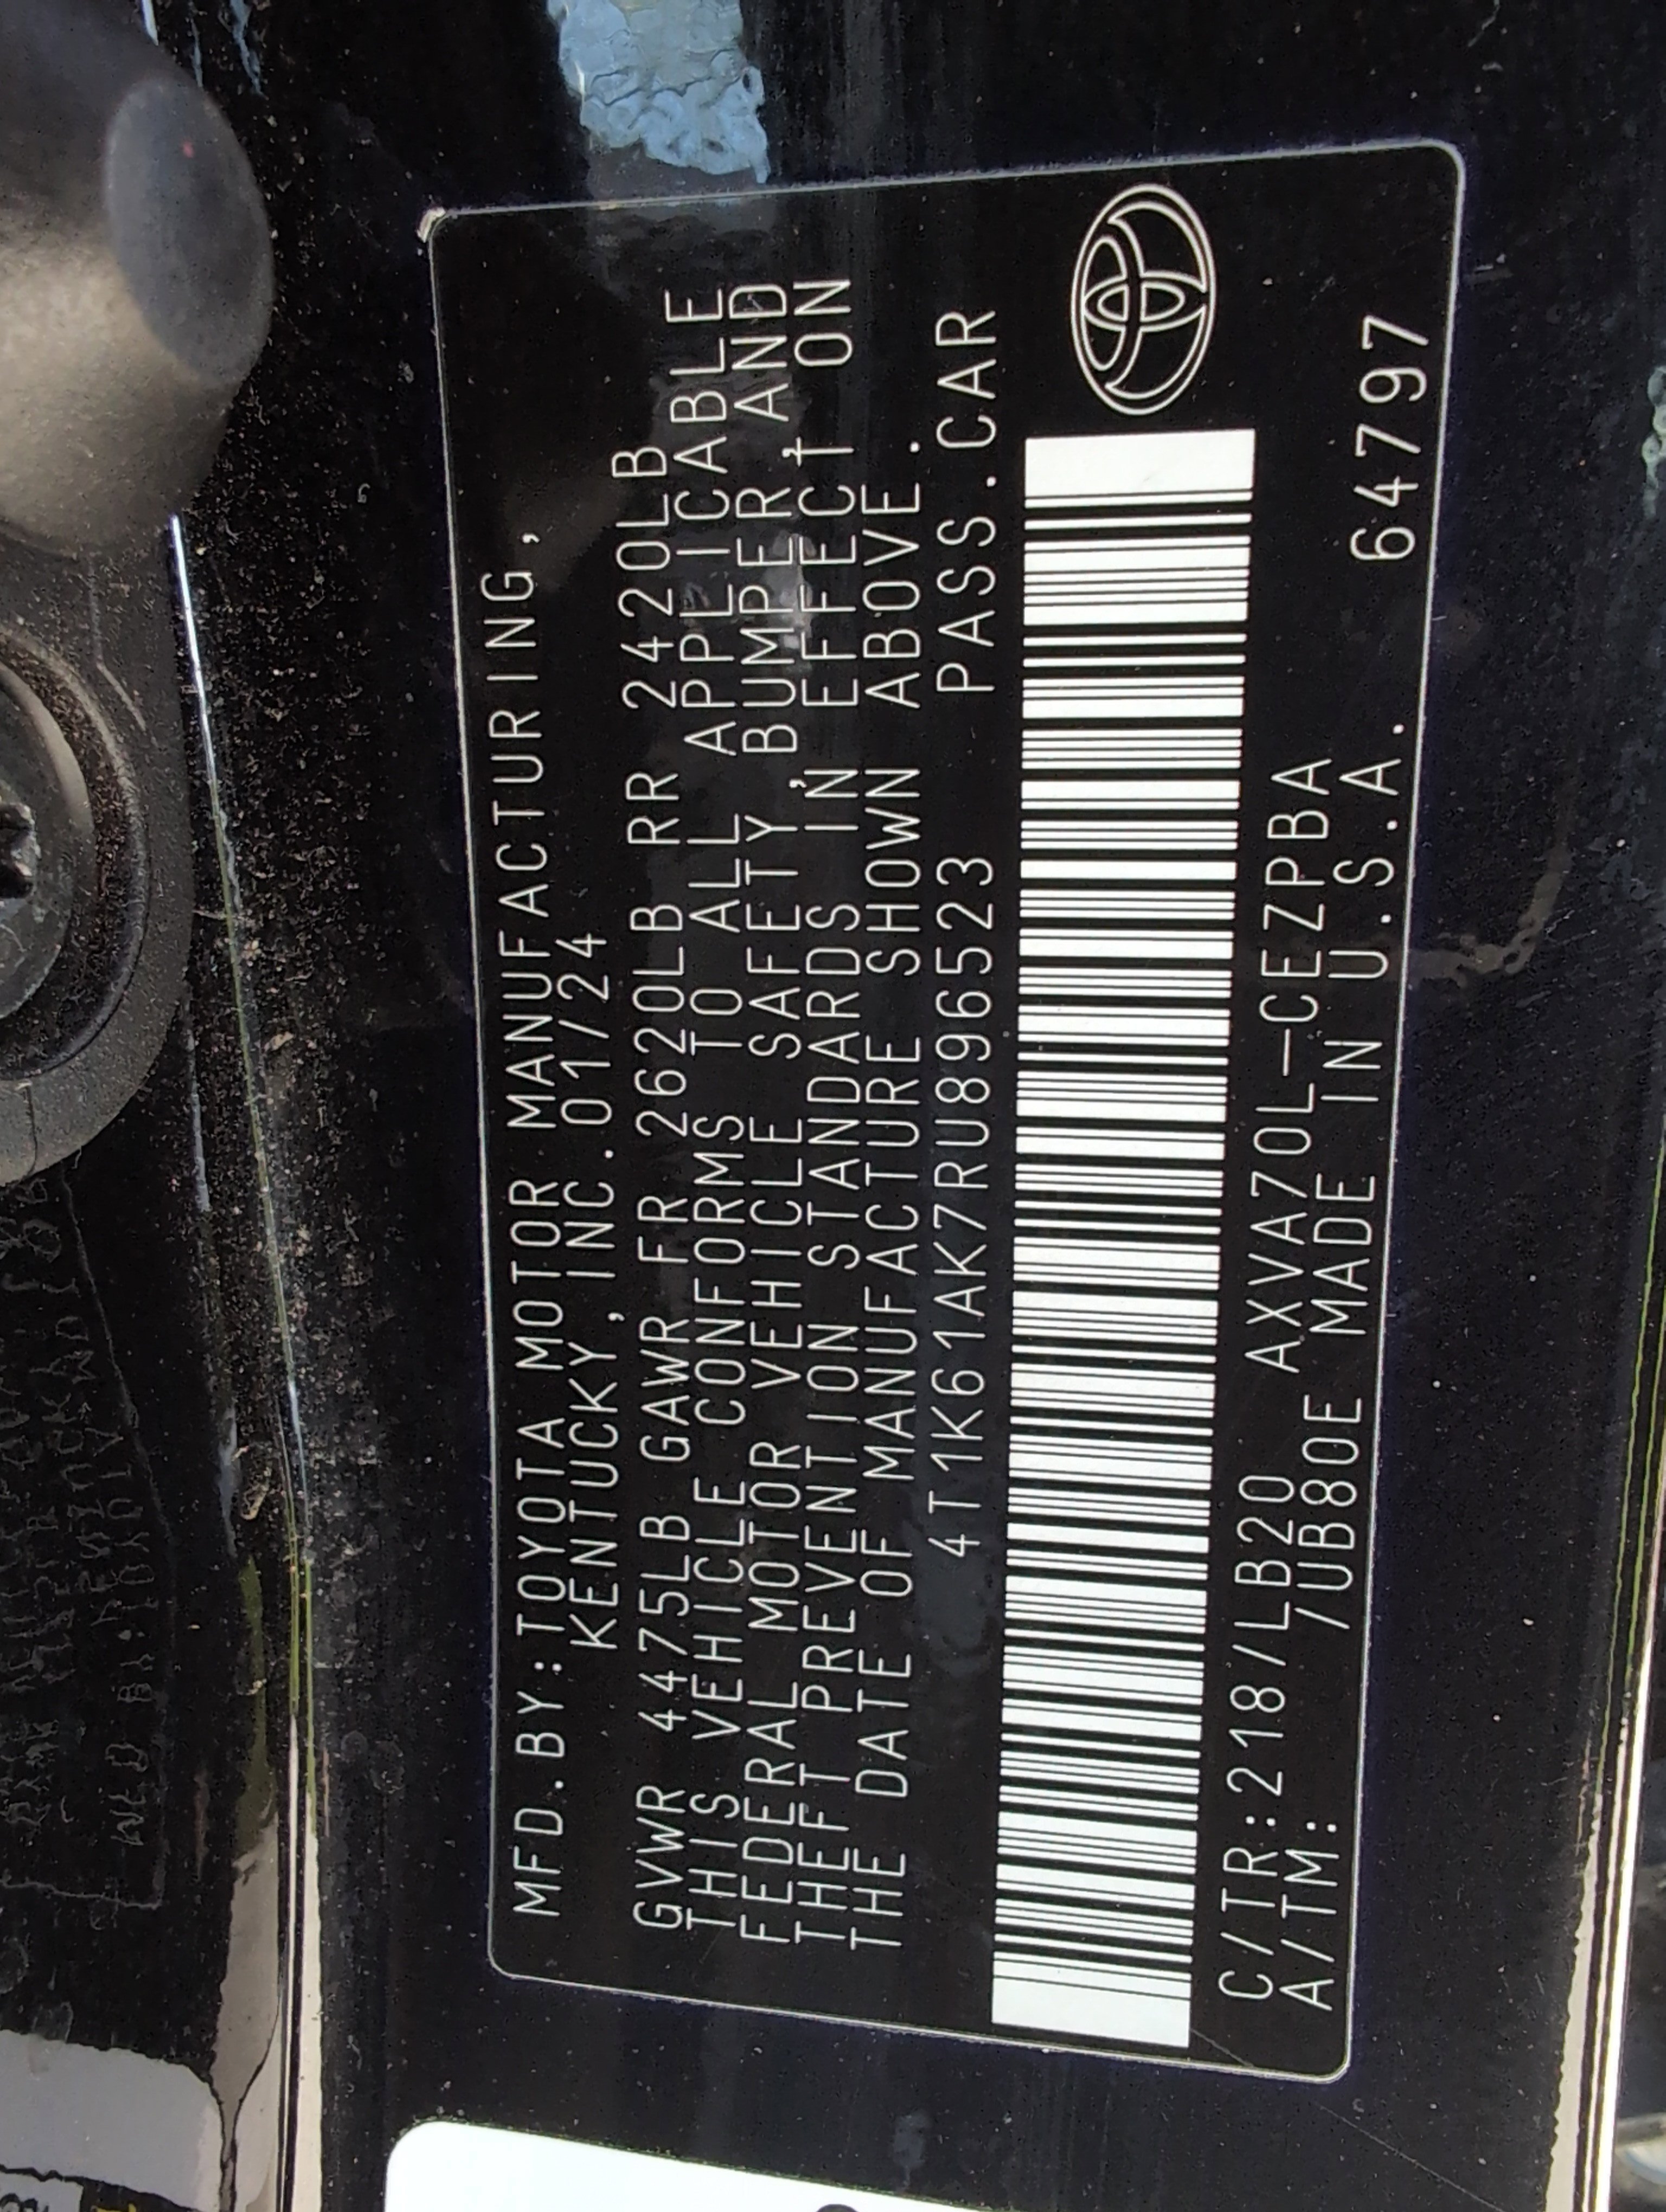 MFD.BY:TOYOTA MOTOR MANUFACTURING,
KENTUCKY,INC.01/24
GVWR 4475LB GAWR FR 2620LB RR 2420LB
THIS VEHICLE CONFORMS TO ALL APPLICABLE
FEDERAL MOTOR VEHICLE SAFETY,BUMPER,AND
THEFT PREVENTION STANDARDS IN EFFECT ON
THE DATE OF MANUFACTURE SHOWN ABOVE.
4T1K61AK7RU896523 PASS.CAR
C/TR:218/LB20 AXVA70L-CEZPBA
A/TM: /UB80E MADE IN U.S.A. 64797